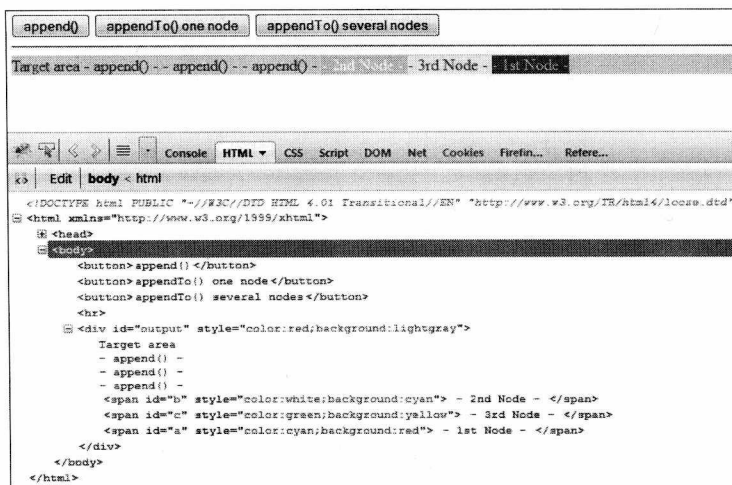 append() appendTo() one node appendTo() several nodes
Target area - append() - - append() - - append() - - 2nd Node - - 3rd Node - - 1st Node -
Console HTML CSS Script DOM Net Cookies Firefin... Refere...
Edit body < html
<!DOCTYPE html PUBLIC "-//W3C//DTD HTML 4.01 Transitional//EN" "http://www.w3.org/TR/html4/loose.dtd"
<html xmlns="http://www.w3.org/1999/xhtml">
<head>
<body>
<button>append()</button>
<button>appendTo() one node</button>
<button>appendTo() several nodes</button>
<hr>
<div id="output" style="color:red;background:lightgray">
Target area
- append() -
- append() -
- append() -
<span id="b" style="color:white;background:cyan"> - 2nd Node - </span>
<span id="c" style="color:green;background:yellow"> - 3rd Node - </span>
<span id="a" style="color:cyan;background:red"> - 1st Node - </span>
</div>
</body>
</html>